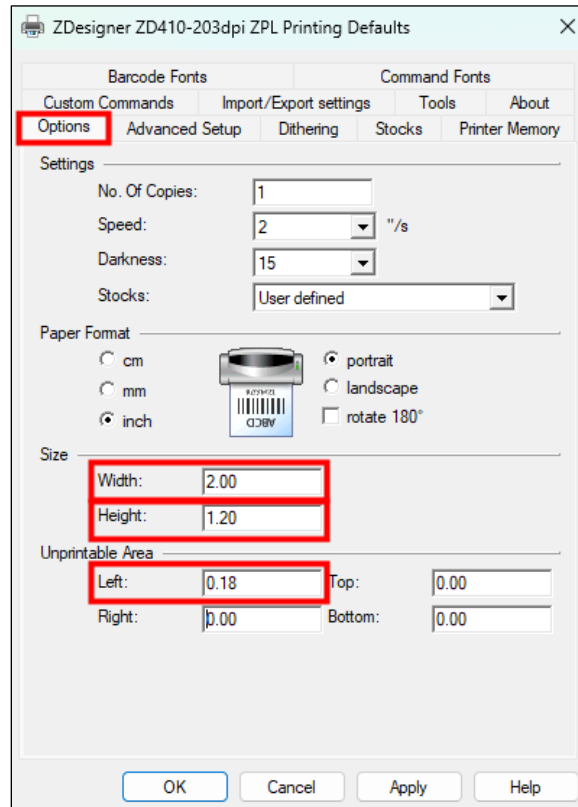 ZDesigner ZD410-203dpi ZPL Printing Defaults
Barcode Fonts Command Fonts
Custom Commands Import/Export settings Tools About
Options Advanced Setup Dithering Stocks Printer Memory
Settings
No. Of Copies: 1
Speed: 2 "/s
Darkness: 15
Stocks: User defined
Paper Format
cm portrait
mm landscape
inch rotate 180°
12345678
ABCD
Size
Width: 2.00
Height: 1.20
Unprintable Area
Left: 0.18 Top: 0.00
Right: 0.00 Bottom: 0.00
OK Cancel Apply Help